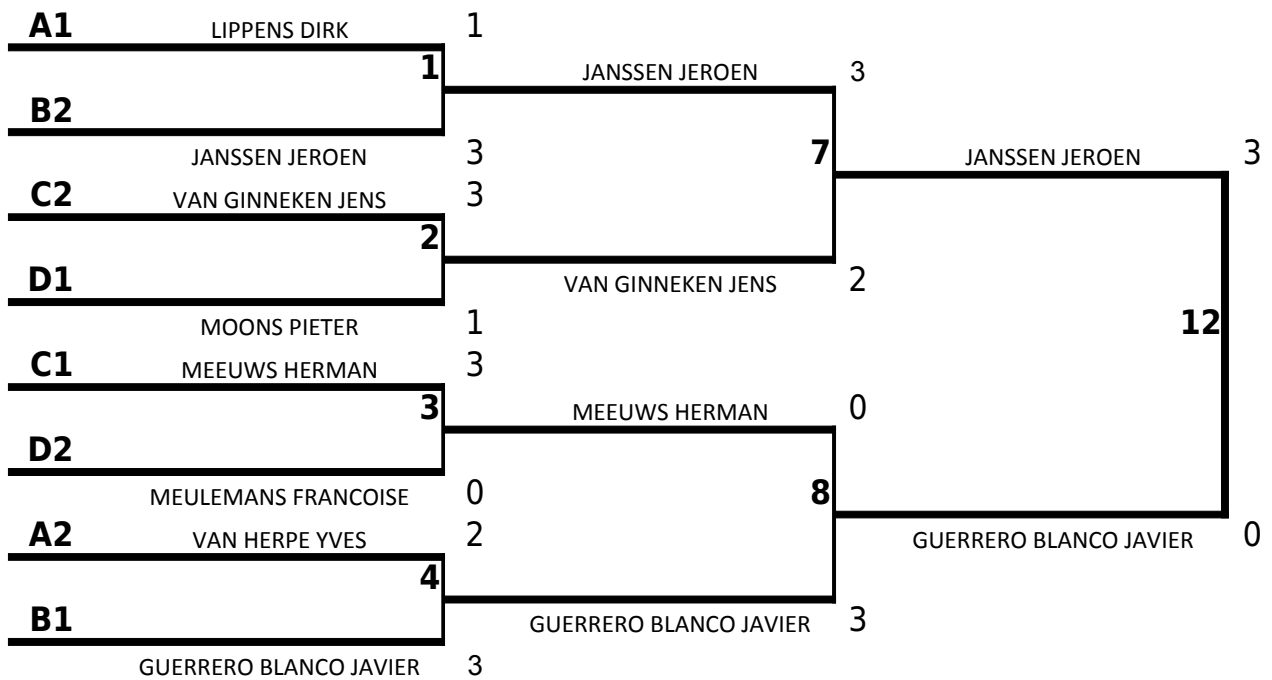 A1 LIPPENS DIRK 1
1 JANSSEN JEROEN 3
B2
JANSSEN JEROEN 3 7 JANSSEN JEROEN 3
C2 VAN GINNEKEN JENS 3
2
D1 VAN GINNEKEN JENS 2
MOONS PIETER 1 12
C1 MEEUWS HERMAN 3
3 MEEUWS HERMAN 0
D2
MEULEMANS FRANCOISE 0 8
A2 VAN HERPE YVES 2 GUERRERO BLANCO JAVIER 0
4
B1 GUERRERO BLANCO JAVIER 3
GUERRERO BLANCO JAVIER 3